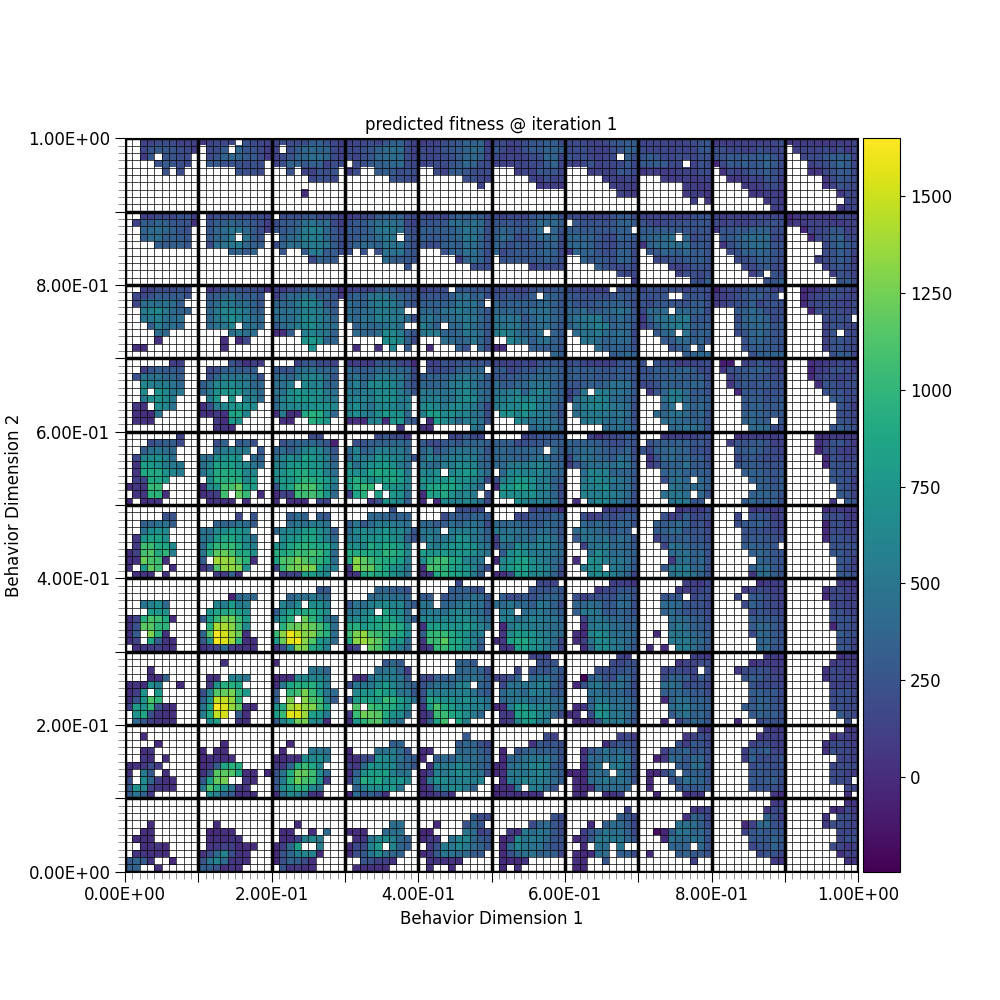 predicted fitness @ iteration 1
1.00E+00
8.00E-01
6.00E-01
4.00E-01
2.00E-01
0.00E+00
Behavior Dimension 2
0.00E+00 2.00E-01 4.00E-01 6.00E-01 8.00E-01 1.00E+00
Behavior Dimension 1
1500
1250
1000
750
500
250
0